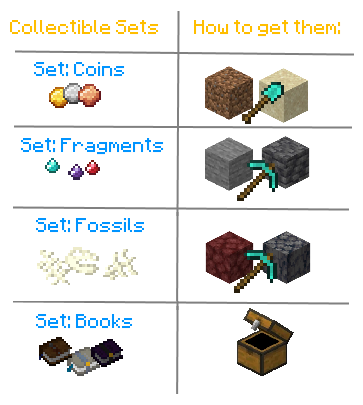 Collectible Sets
How to get them:
Set: Coins
Set: Fragments
Set: Fossils
Set: Books